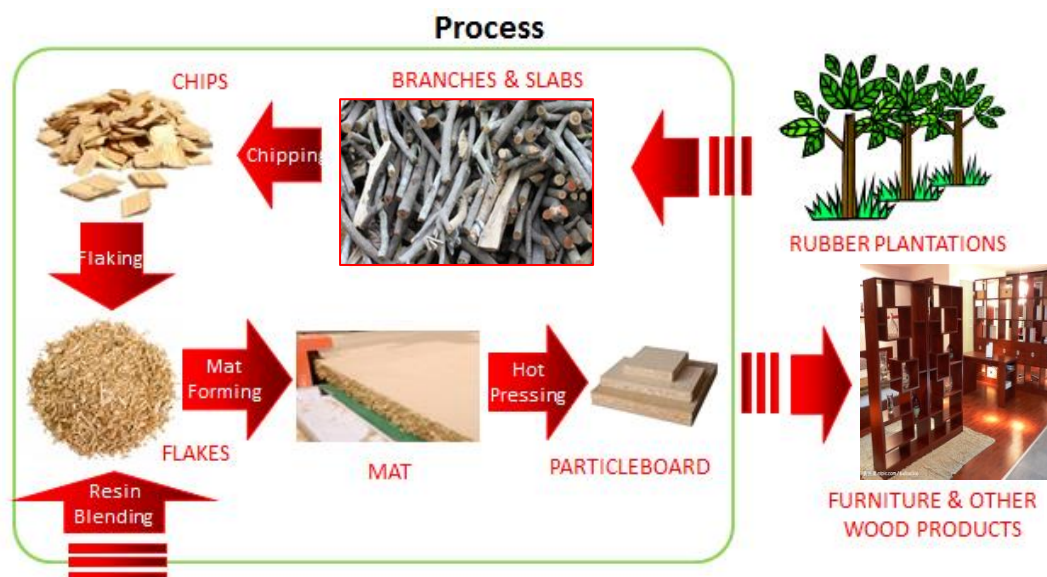 Process
CHIPS
BRANCHES & SLABS
Chipping
RUBBER PLANTATIONS
Flaking
Mat
Forming
Hot
Pressing
FLAKES
MAT
PARTICLEBOARD
Resin
Blending
FURNITURE & OTHER
WOOD PRODUCTS